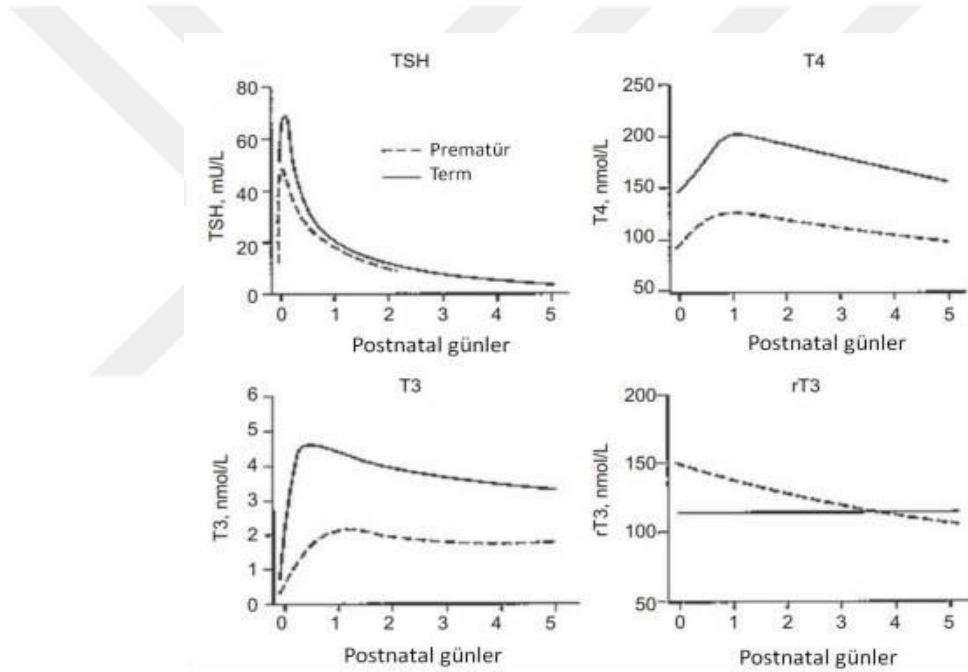 TSH
80
60
40
20
0
TSH, mU/L
Prematür
Term
0 1 2 3 4 5
Postnatal günler
T4
250
200
150
100
50
T4, nmol/L
0 1 2 3 4 5
Postnatal günler
T3
6
5
4
3
2
1
0
T3, nmol/L
0 1 2 3 4 5
Postnatal günler
rT3
200
150
100
50
rT3, nmol/L
0 1 2 3 4 5
Postnatal günler